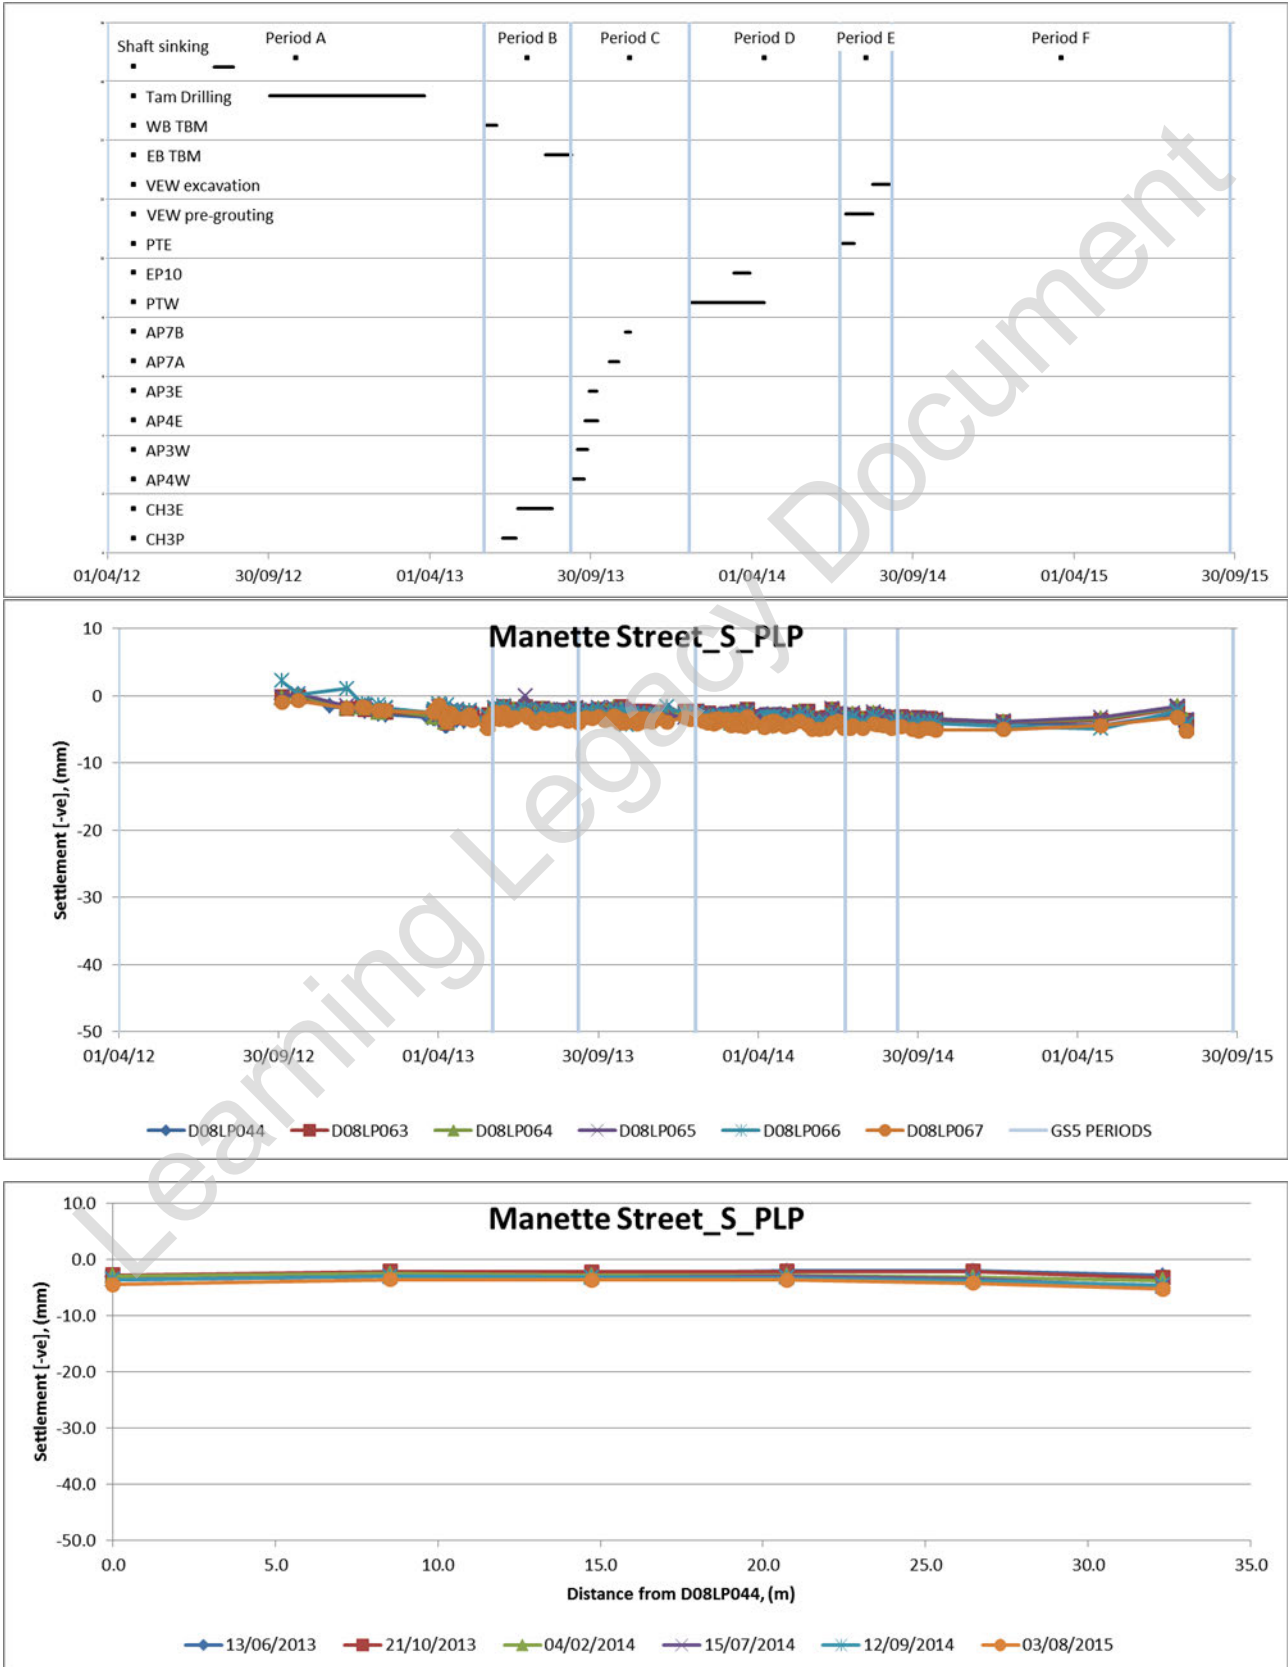 Period A Period B Period C Period D Period E Period F
Shaft sinking
Tam Drilling
WB TBM
EB TBM
VEW excavation
VEW pre-grouting
PTE
EP10
PTW
AP7B
AP7A
AP3E
AP4E
AP3W
AP4W
CH3E
CH3P
01/04/12 30/09/12 01/04/13 30/09/13 01/04/14 30/09/14 01/04/15 30/09/15
Manette Street_S_PLP
Settlement [-ve], (mm)
10
0
-10
-20
-30
-40
-50
01/04/12 30/09/12 01/04/13 30/09/13 01/04/14 30/09/14 01/04/15 30/09/15
D08LP044 D08LP063 D08LP064 D08LP065 D08LP066 D08LP067 GS5 PERIODS
Manette Street_S_PLP
Settlement [-ve], (mm)
10.0
0.0
-10.0
-20.0
-30.0
-40.0
-50.0
0.0 5.0 10.0 15.0 20.0 25.0 30.0 35.0
Distance from D08LP044, (m)
13/06/2013 21/10/2013 04/02/2014 15/07/2014 12/09/2014 03/08/2015
Learning Legacy Document